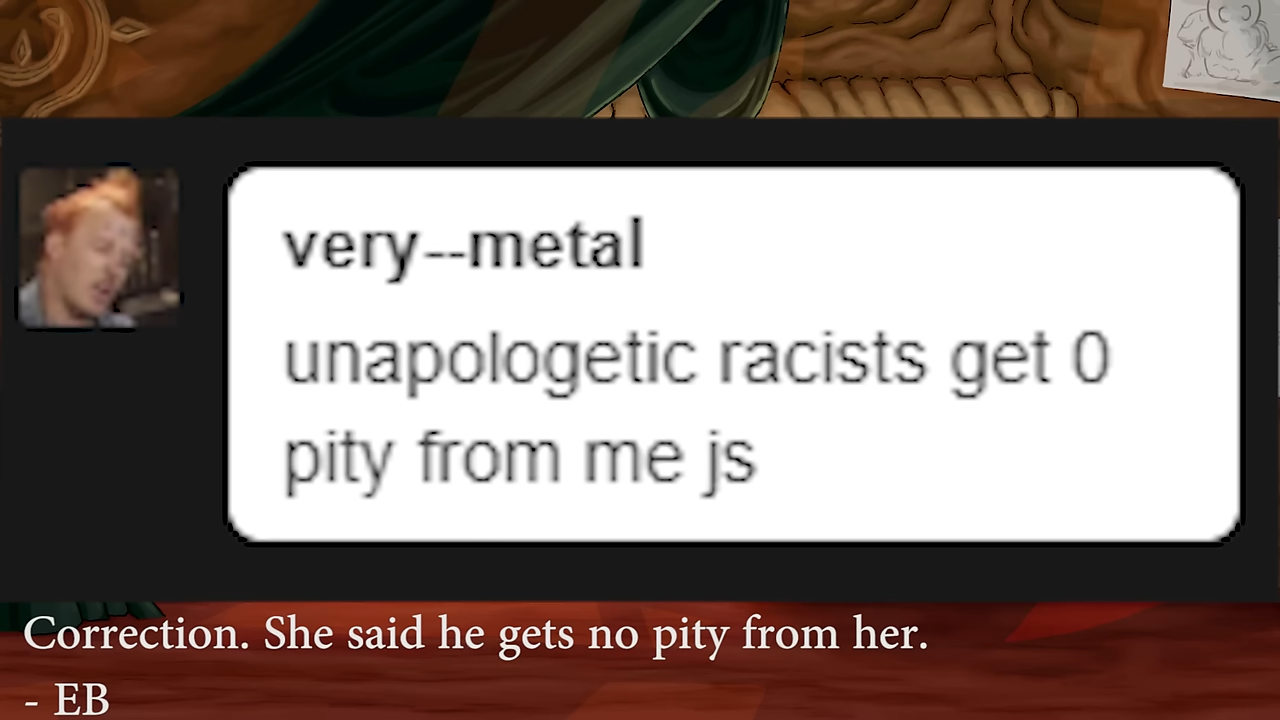 very--metal
unapologetic racists get 0
pity from me js
Correction. She said he gets no pity from her.
- EB